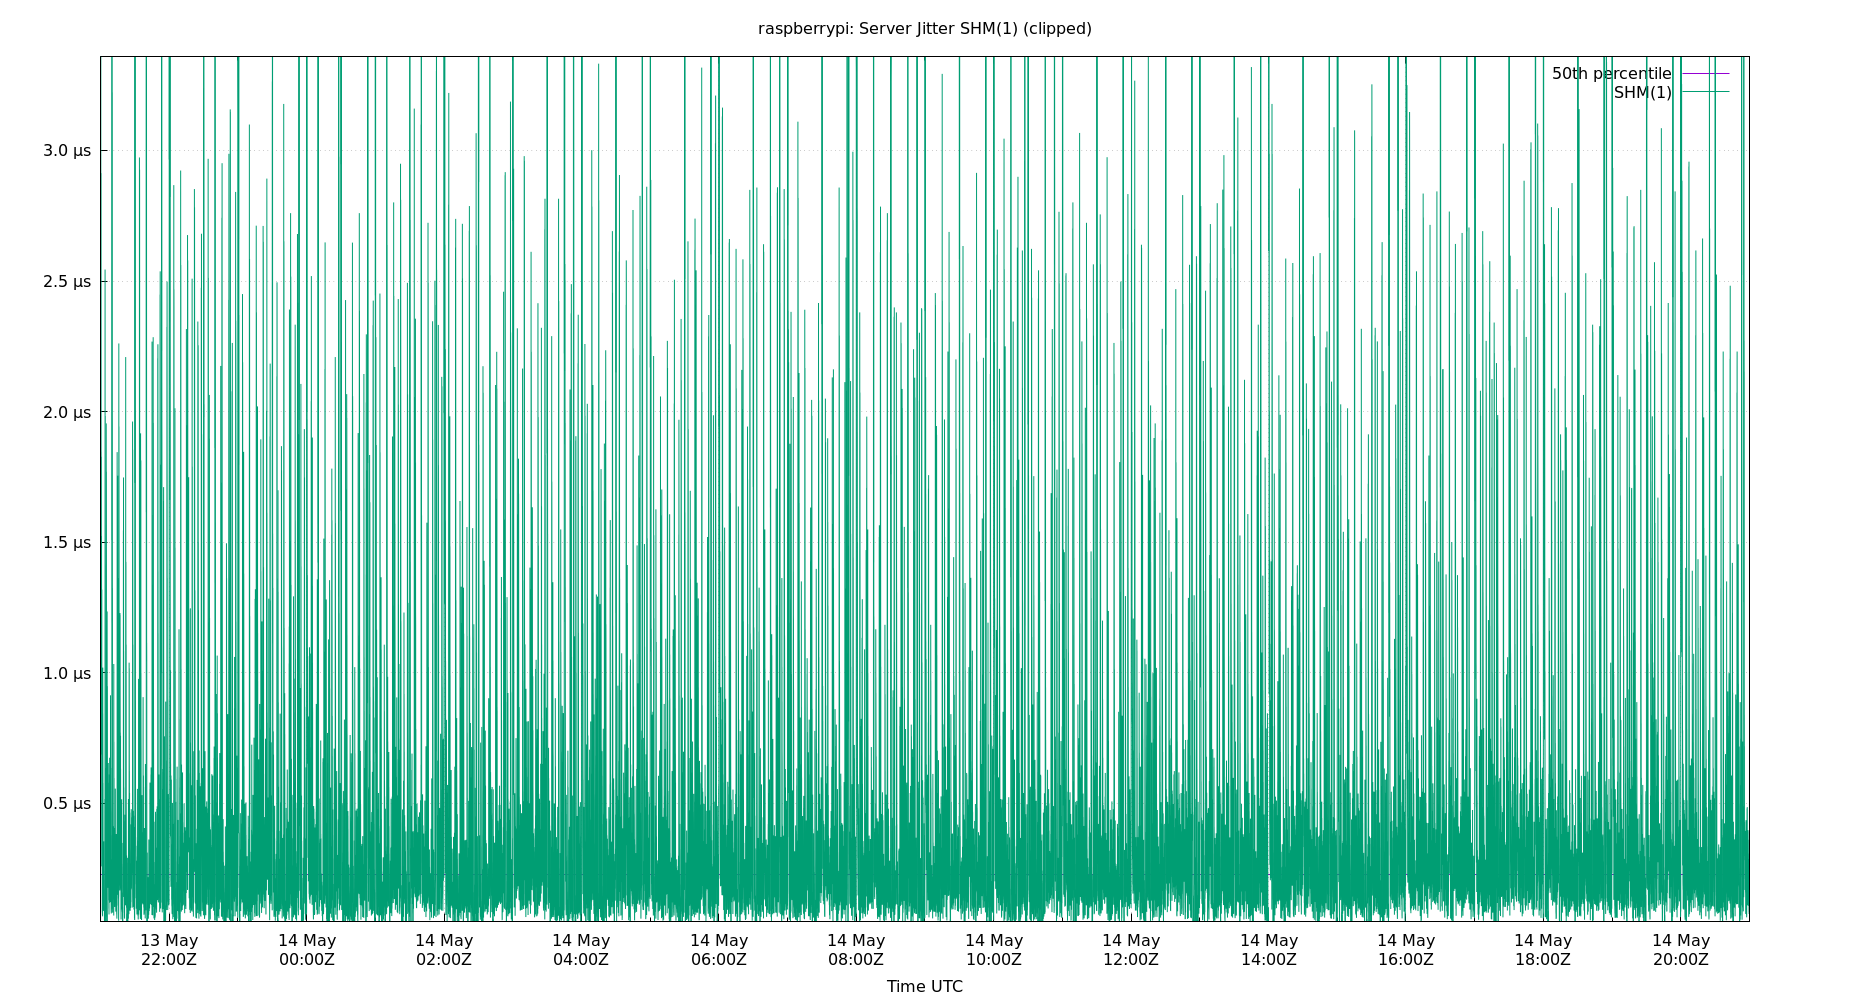 raspberrypi: Server Jitter SHM(1) (clipped)
50th percentile
SHM(1)
3.0 µs
2.5 µs
2.0 µs
1.5 µs
1.0 µs
0.5 µs
13 May 14 May 14 May 14 May 14 May 14 May 14 May 14 May 14 May 14 May 14 May 14 May
22:00Z 00:00Z 02:00Z 04:00Z 06:00Z 08:00Z 10:00Z 12:00Z 14:00Z 16:00Z 18:00Z 20:00Z
Time UTC